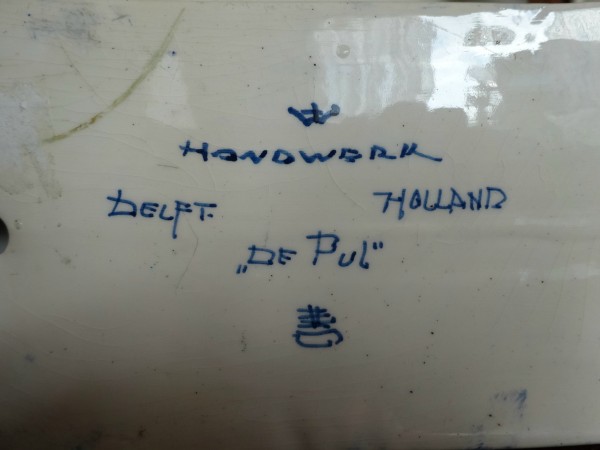 HANDWERK
DELFT. HOLLAND
„DE PUL"